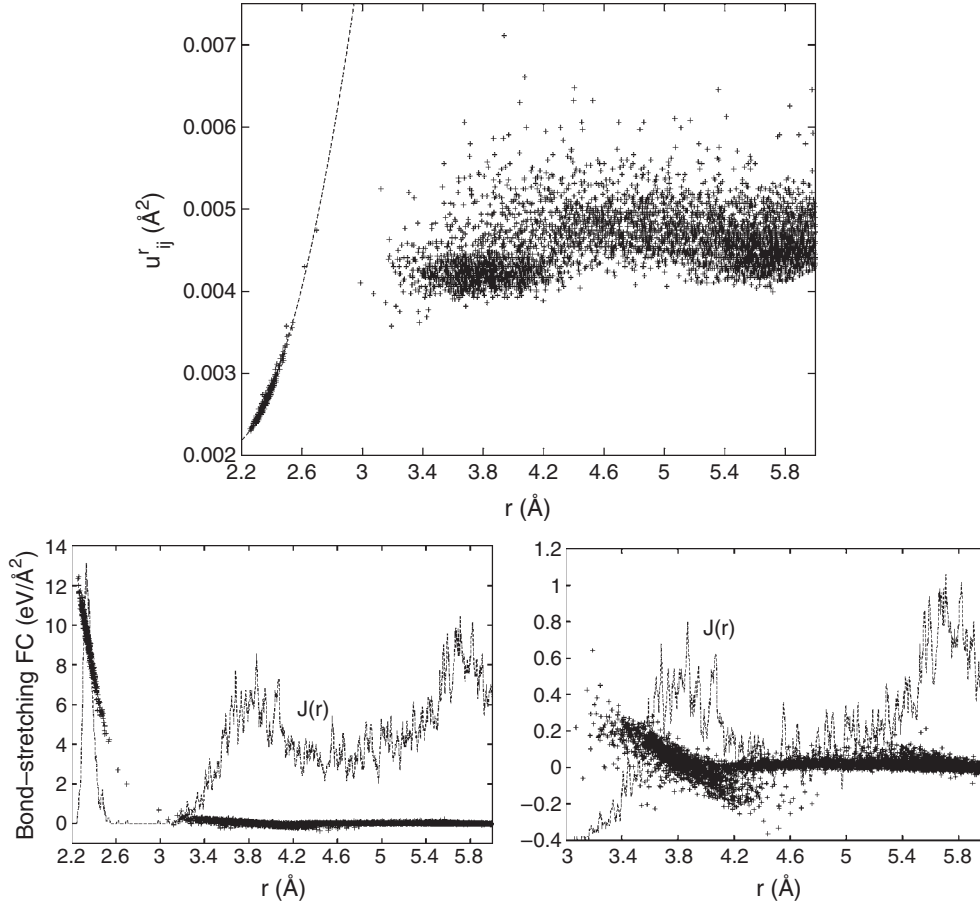 0.007
0.006
0.005
0.004
0.003
0.002
u^r_ij (Å²)
2.2 2.6 3 3.4 3.8 4.2 4.6 5 5.4 5.8
r (Å)
14
12
10
8
6
4
2
0
Bond–stretching FC (eV/Å²)
J(r)
2.2 2.6 3 3.4 3.8 4.2 4.6 5 5.4 5.8
r (Å)
1.2
1
0.8
0.6
0.4
0.2
0
−0.2
−0.4
J(r)
3 3.4 3.8 4.2 4.6 5 5.4 5.8
r (Å)